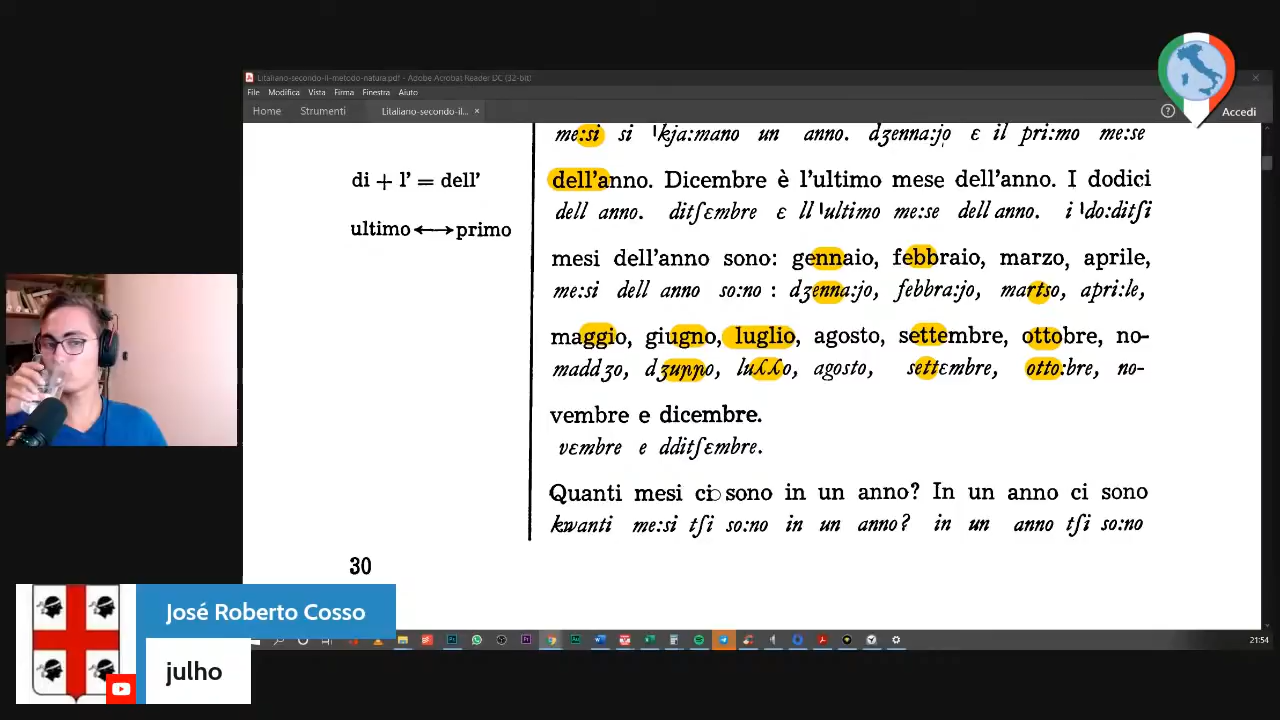 Litaliano-secondo-il-metodo-natura.pdf - Adobe Acrobat Reader DC (32-bit)
File Modifica Vista Firma Finestra Aiuto
Home Strumenti Litaliano-secondo-il... × Accedi
me:si si ˈkja:mano un anno. dʒenna:jo ɛ il pri:mo me:se
di + l' = dell'
dell'anno. Dicembre è l'ultimo mese dell'anno. I dodici
dell anno. ditʃɛmbre ɛ llˈultimo me:se dell anno. i ˈdo:ditʃi
ultimo ⟷ primo
mesi dell'anno sono: gennaio, febbraio, marzo, aprile,
me:si dell anno so:no : dʒenna:jo, febbra:jo, martso, apri:le,
maggio, giugno, luglio, agosto, settembre, ottobre, no-
maddʒo, dʒuɲɲo, luʎʎo, agosto, settɛmbre, otto:bre, no-
vembre e dicembre.
vɛmbre e dditʃɛmbre.
Quanti mesi ci sono in un anno? In un anno ci sono
kwanti me:si tʃi so:no in un anno? in un anno tʃi so:no
30
José Roberto Cosso
julho
21:54